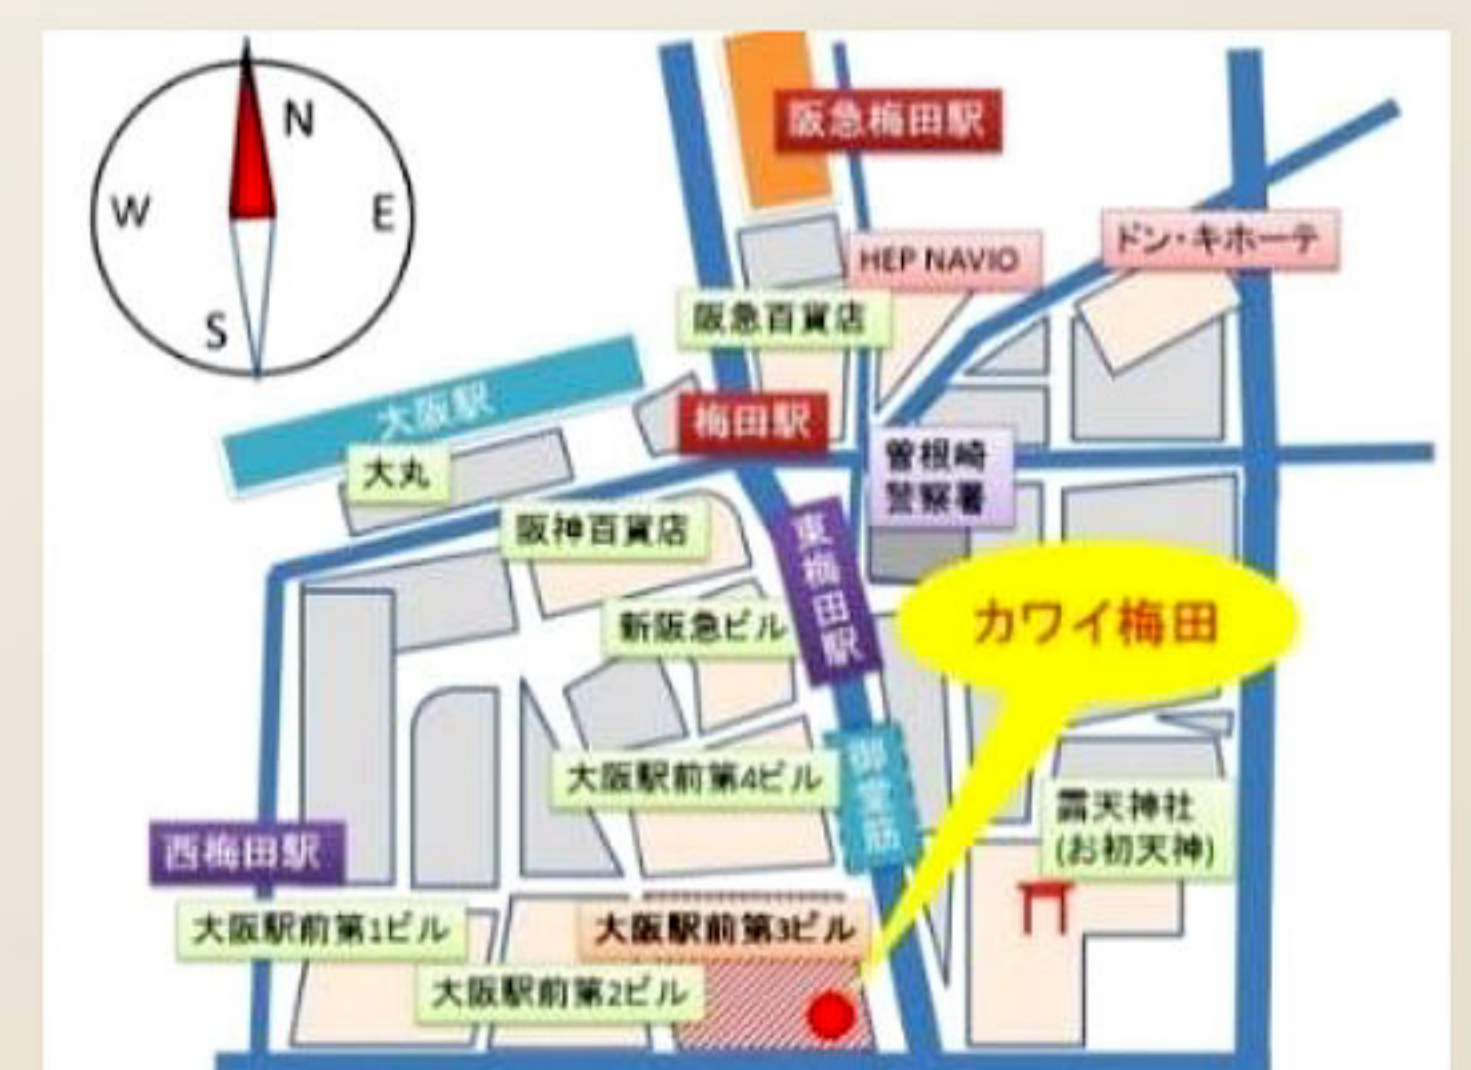 N
W
E
S
阪急梅田駅
HEP NAVIO
ドン・キホーテ
阪急百貨店
大阪駅
梅田駅
大丸
曽根崎
警察署
阪神百貨店
東梅田駅
カワイ梅田
新阪急ビル
御堂筋
大阪駅前第4ビル
露天神社
(お初天神)
西梅田駅
大阪駅前第1ビル
大阪駅前第3ビル
大阪駅前第2ビル